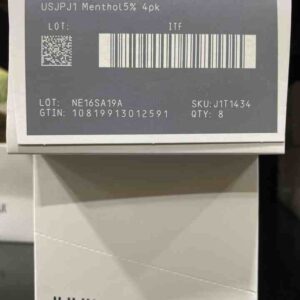 USJPJ1 Menthol5% 4pk
LOT: ITF
LOT: NE16SA19A SKU:J1T1434
GTIN: 10819913012591 QTY: 8